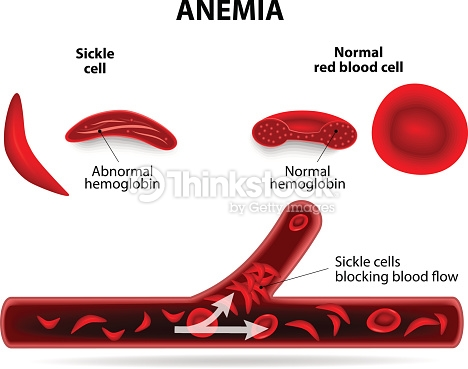 ANEMIA
Sickle
cell
Normal
red blood cell
Abnormal
hemoglobin
Normal
hemoglobin
Thinkstock
by Getty Images
Sickle cells
blocking blood flow